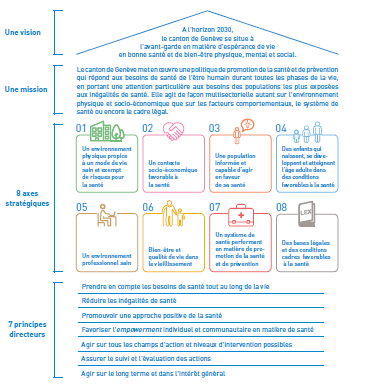 Une vision
A l'horizon 2030,
le canton de Genève se situe à
l'avant-garde en matière d'espérance de vie
en bonne santé et de bien-être physique, mental et social.
Une mission
Le canton de Genève met en œuvre une politique de promotion de la santé et de prévention
qui répond aux besoins de santé de l'être humain durant toutes les phases de la vie,
en portant une attention particulière aux besoins des populations les plus exposées
aux inégalités de santé. Elle agit de façon multisectorielle autant sur l'environnement
physique et socio-économique que sur les facteurs comportementaux, le système de
santé ou encore le cadre légal.
8 axes
stratégiques
01
Un environnement
physique propice
à un mode de vie
sain et exempt
de risques pour
la santé
02
Un contexte
socio-économique
favorable à
la santé
03
Une population
informée et
capable d'agir
en faveur
de sa santé
04
Des enfants qui
naissent, se déve-
loppent et atteignent
l'âge adulte dans
des conditions
favorables à la santé
05
Un environnement
professionnel sain
06
Bien-être et
qualité de vie dans
le vieillissement
07
Un système de
santé performant
en matière de pro-
motion de la santé
et de prévention
08
LEX
Des bases légales
et des conditions
cadres favorables
à la santé
7 principes
directeurs
Prendre en compte les besoins de santé tout au long de la vie
Réduire les inégalités de santé
Promouvoir une approche positive de la santé
Favoriser l'empowerment individuel et communautaire en matière de santé
Agir sur tous les champs d'action et niveaux d'intervention possibles
Assurer le suivi et l'évaluation des actions
Agir sur le long terme et dans l'intérêt général